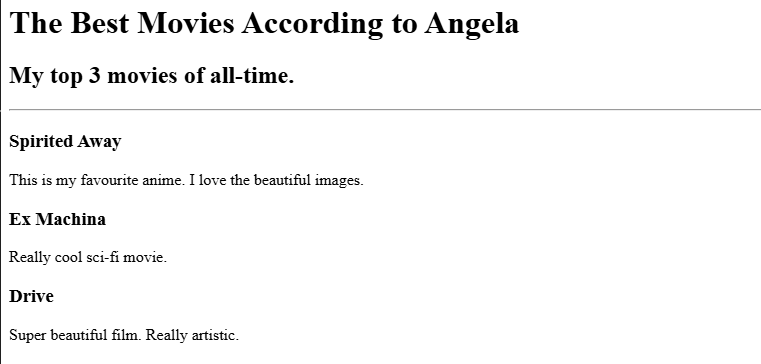 The Best Movies According to Angela
My top 3 movies of all-time.
Spirited Away
This is my favourite anime. I love the beautiful images.
Ex Machina
Really cool sci-fi movie.
Drive
Super beautiful film. Really artistic.